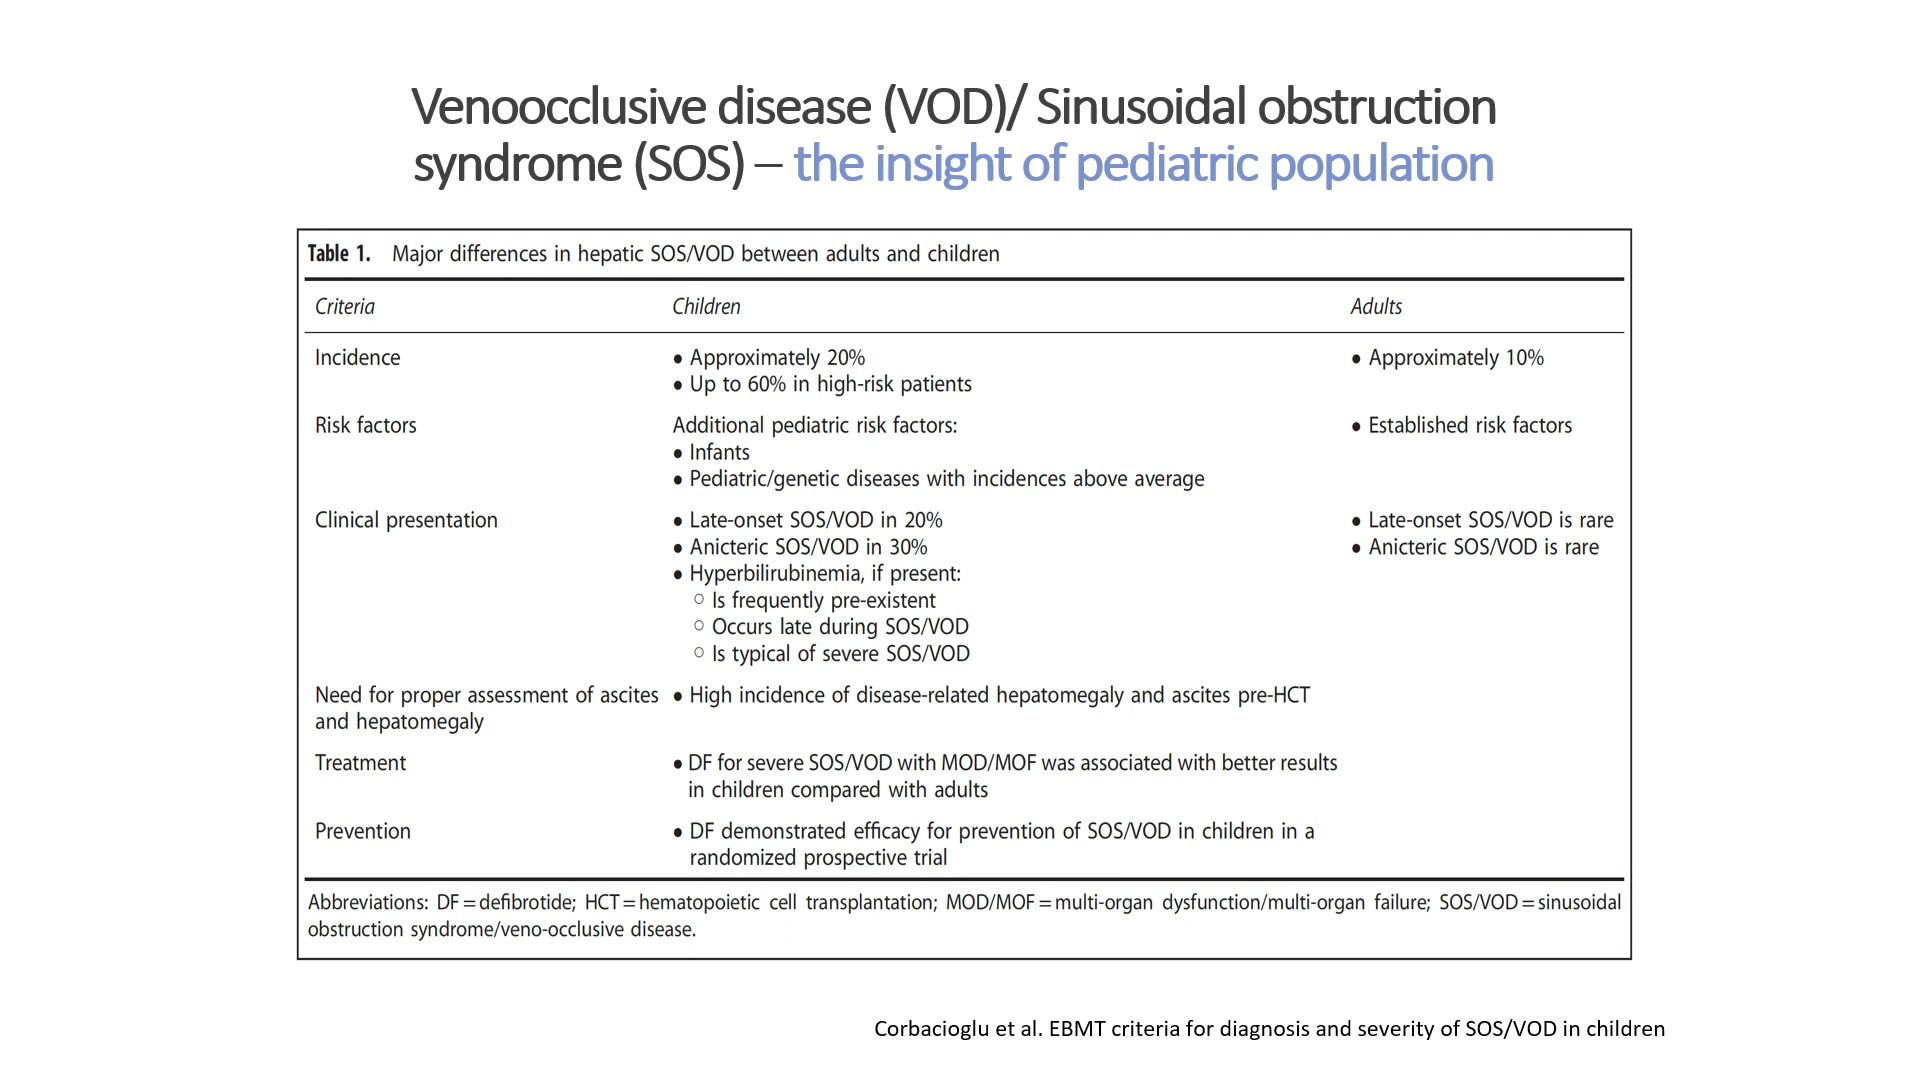 Venoocclusive disease (VOD)/ Sinusoidal obstruction
syndrome (SOS) – the insight of pediatric population
Table 1. Major differences in hepatic SOS/VOD between adults and children
Criteria Children Adults
Incidence ● Approximately 20% ● Approximately 10%
● Up to 60% in high-risk patients
Risk factors Additional pediatric risk factors: ● Established risk factors
● Infants
● Pediatric/genetic diseases with incidences above average
Clinical presentation ● Late-onset SOS/VOD in 20% ● Late-onset SOS/VOD is rare
● Anicteric SOS/VOD in 30% ● Anicteric SOS/VOD is rare
● Hyperbilirubinemia, if present:
○ Is frequently pre-existent
○ Occurs late during SOS/VOD
○ Is typical of severe SOS/VOD
Need for proper assessment of ascites ● High incidence of disease-related hepatomegaly and ascites pre-HCT
and hepatomegaly
Treatment ● DF for severe SOS/VOD with MOD/MOF was associated with better results
in children compared with adults
Prevention ● DF demonstrated efficacy for prevention of SOS/VOD in children in a
randomized prospective trial
Abbreviations: DF = defibrotide; HCT = hematopoietic cell transplantation; MOD/MOF = multi-organ dysfunction/multi-organ failure; SOS/VOD = sinusoidal
obstruction syndrome/veno-occlusive disease.
Corbacioglu et al. EBMT criteria for diagnosis and severity of SOS/VOD in children